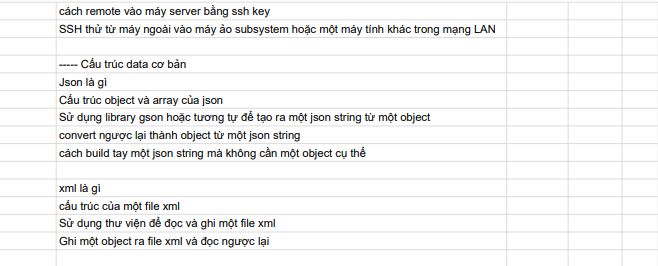 cách remote vào máy server bằng ssh key
SSH thử từ máy ngoài vào máy ảo subsystem hoặc một máy tính khác trong mạng LAN
----- Cấu trúc data cơ bản
Json là gì
Cấu trúc object và array của json
Sử dụng library gson hoặc tương tự để tạo ra một json string từ một object
convert ngược lại thành object từ một json string
cách build tay một json string mà không cần một object cụ thể
xml là gì
cấu trúc của một file xml
Sử dụng thư viện để đọc và ghi một file xml
Ghi một object ra file xml và đọc ngược lại